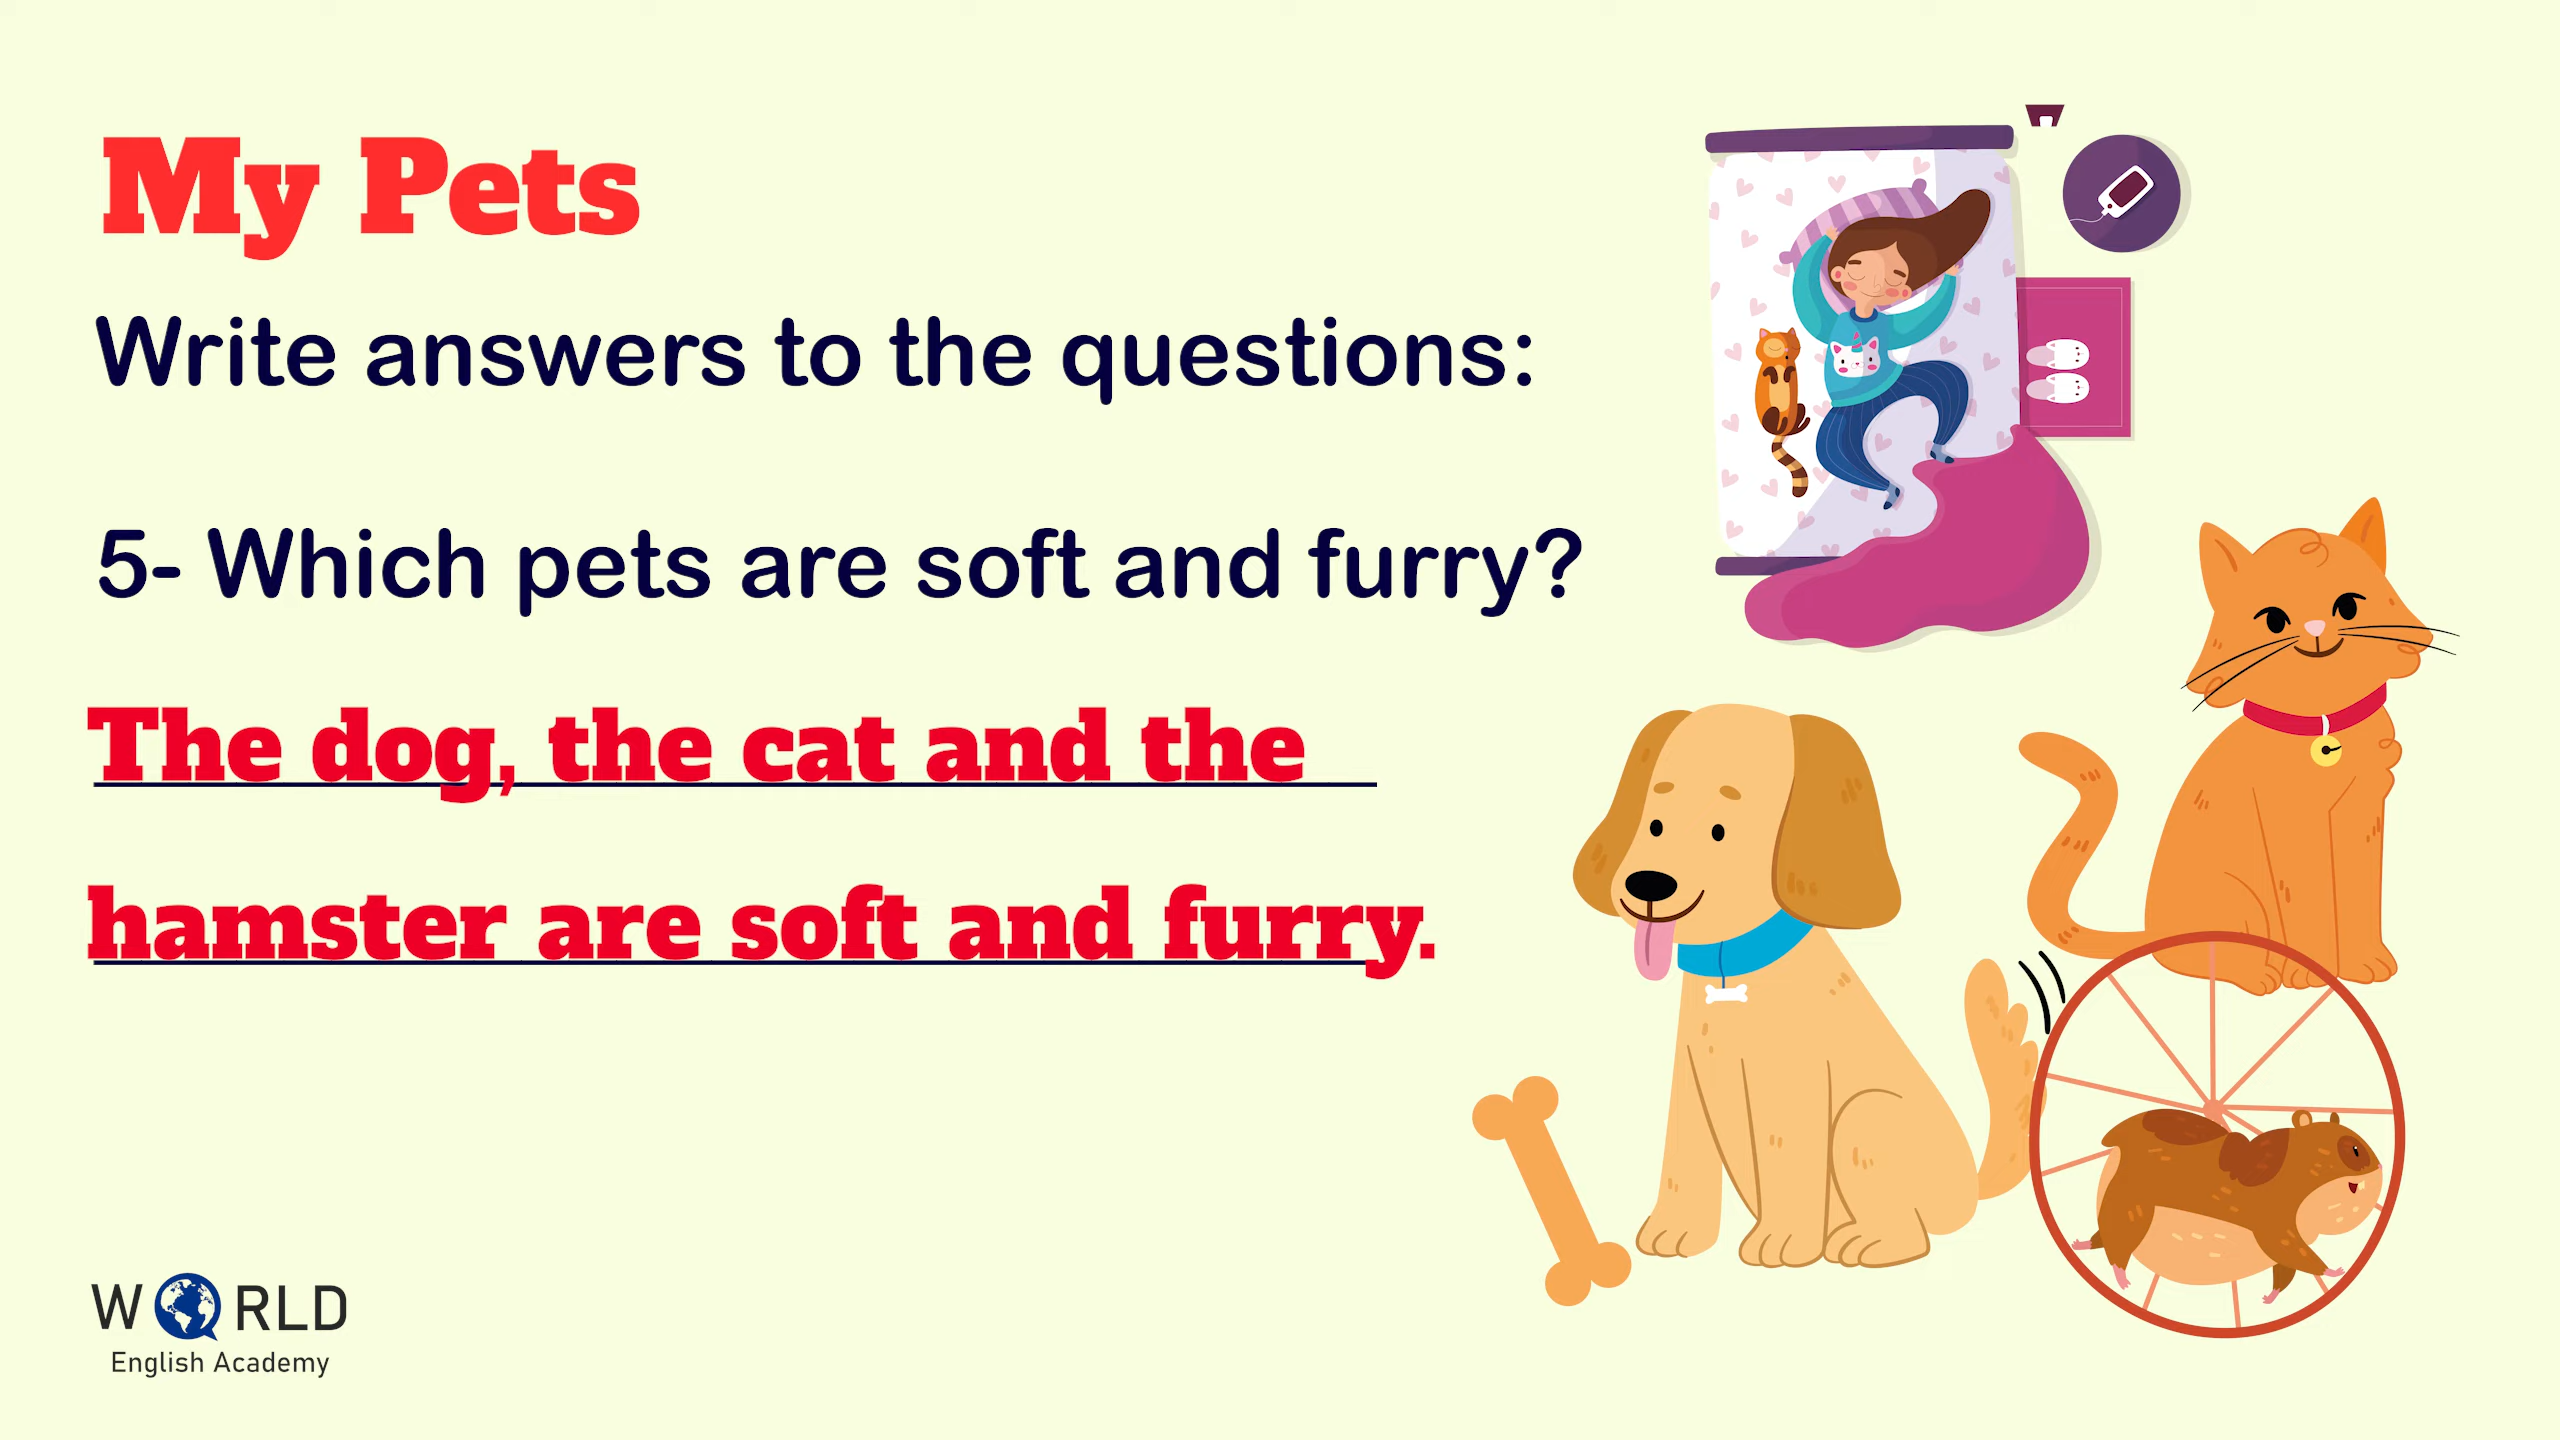 My Pets
Write answers to the questions:
5- Which pets are soft and furry?
The dog, the cat and the
hamster are soft and furry.
WORLD
English Academy